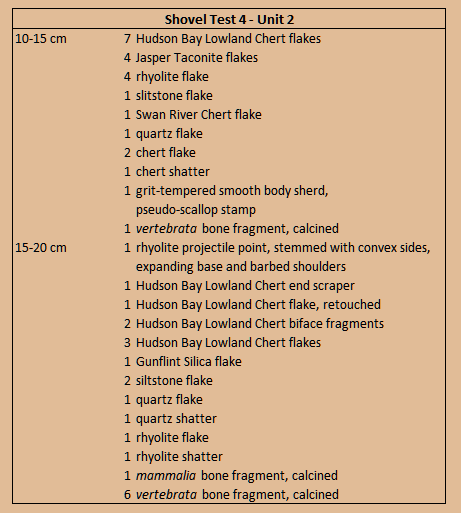 Shovel Test 4 - Unit 2
10-15 cm 7 Hudson Bay Lowland Chert flakes
4 Jasper Taconite flakes
4 rhyolite flake
1 slitstone flake
1 Swan River Chert flake
1 quartz flake
2 chert flake
1 chert shatter
1 grit-tempered smooth body sherd,
pseudo-scallop stamp
1 vertebrata bone fragment, calcined
15-20 cm 1 rhyolite projectile point, stemmed with convex sides,
expanding base and barbed shoulders
1 Hudson Bay Lowland Chert end scraper
1 Hudson Bay Lowland Chert flake, retouched
2 Hudson Bay Lowland Chert biface fragments
3 Hudson Bay Lowland Chert flakes
1 Gunflint Silica flake
2 siltstone flake
1 quartz flake
1 quartz shatter
1 rhyolite flake
1 rhyolite shatter
1 mammalia bone fragment, calcined
6 vertebrata bone fragment, calcined